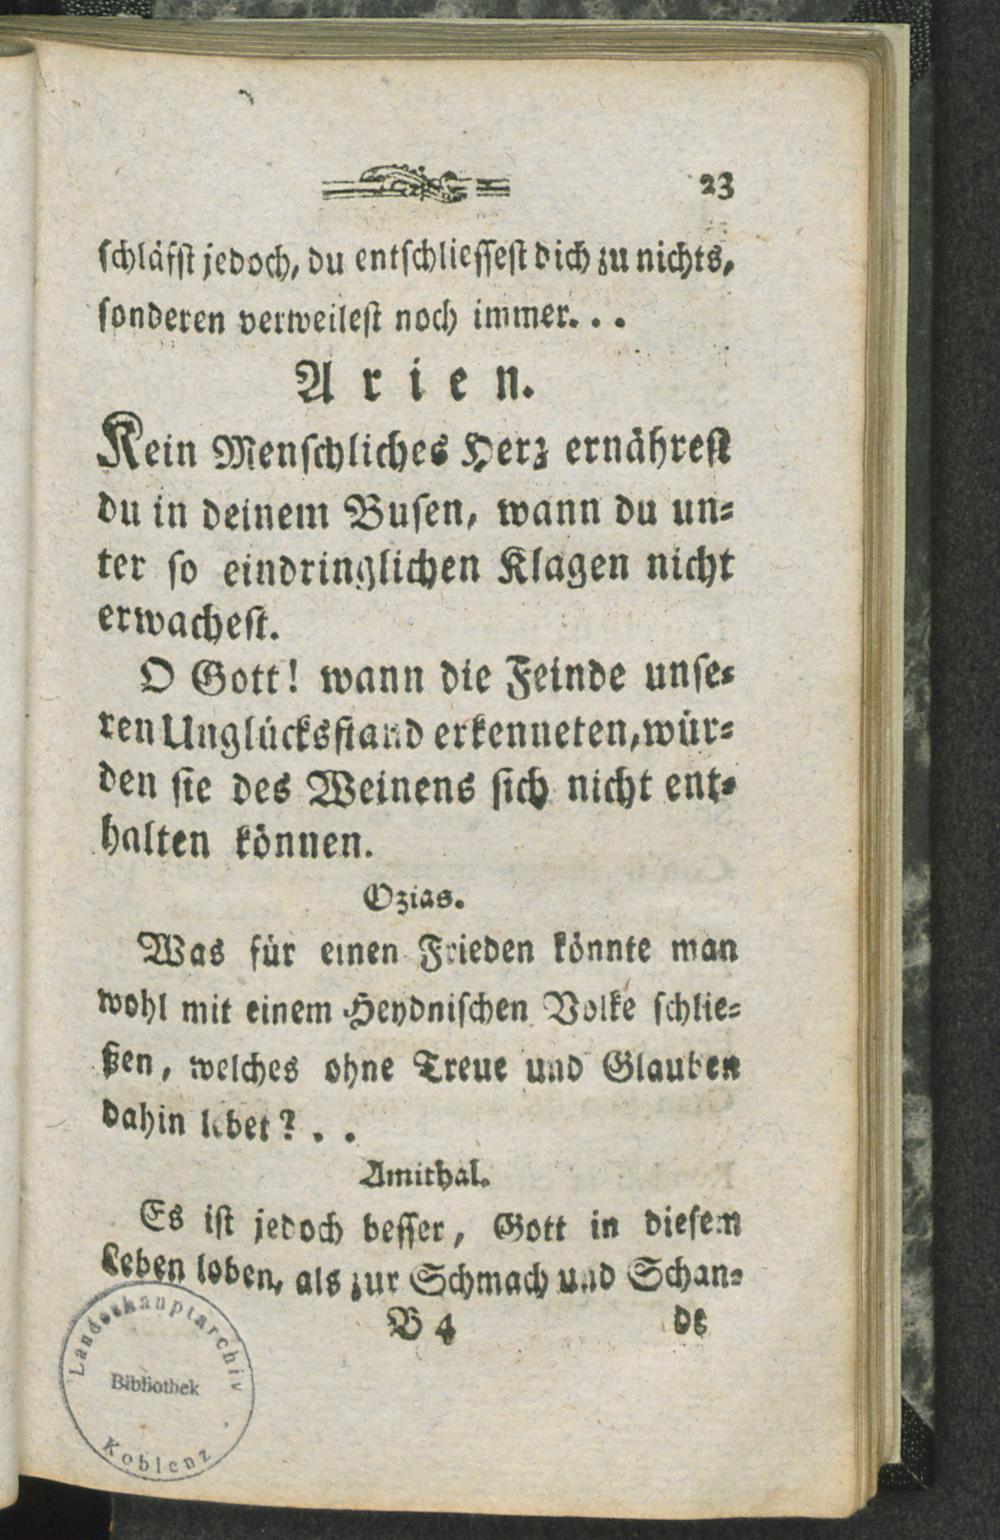 23
schläfst jedoch, du entschliessest dich zu nichts,
sonderen verweilest noch immer. . .
Arien.
Kein Menschliches Herz ernährest
du in deinem Busen, wann du un=
ter so eindringlichen Klagen nicht
erwachest.
O Gott! wann die Feinde unse=
ren Unglücksstand erkenneten, wür=
den sie des Weinens sich nicht ent=
halten können.
Ozias.
Was für einen Frieden könnte man
wohl mit einem Heydnischen Volke schlie=
ßen, welches ohne Treue und Glauben
dahin lebet? . .
Amithal.
Es ist jedoch besser, Gott in diesem
Leben loben, als zur Schmach und Schan=
B 4 de
Landeshauptarchiv
Bibliothek
Koblenz